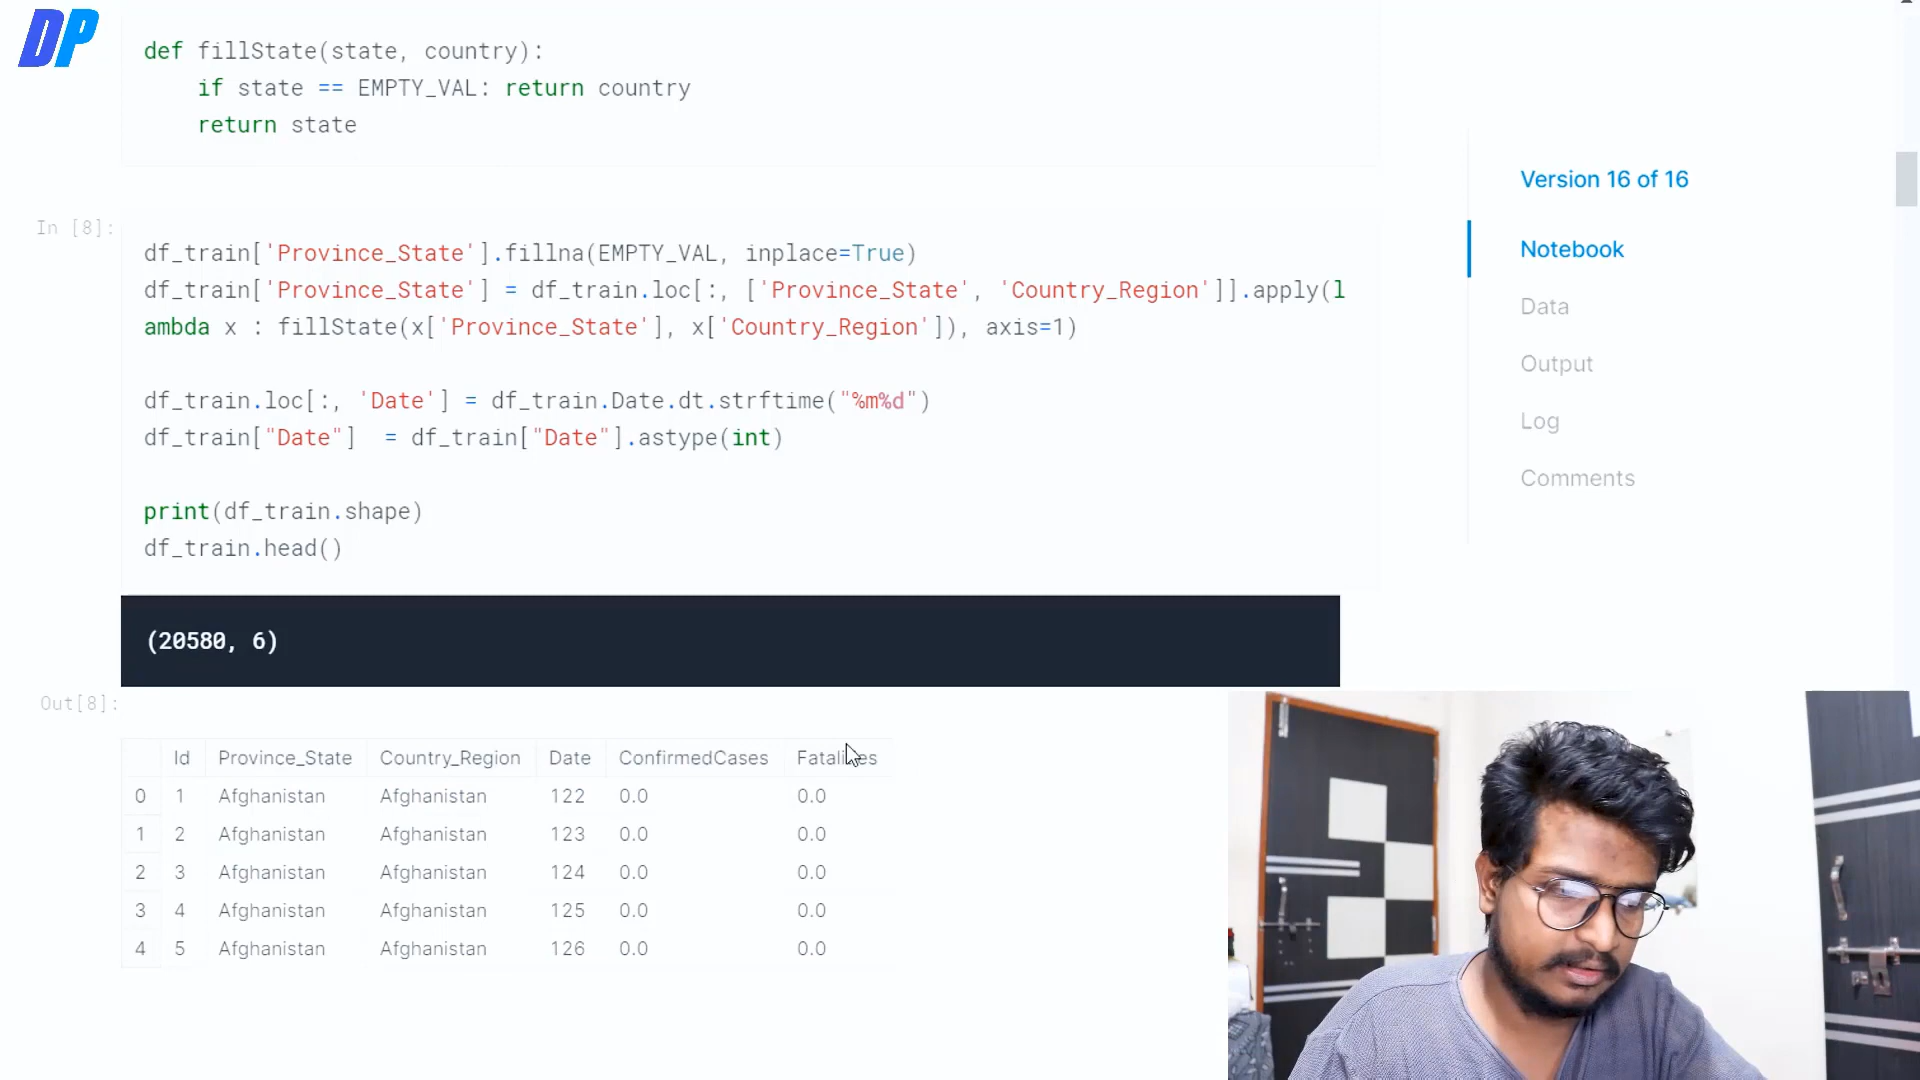 DP
def fillState(state, country):
    if state == EMPTY_VAL: return country
    return state
Version 16 of 16
Notebook
Data
Output
Log
Comments
In [8]:
df_train['Province_State'].fillna(EMPTY_VAL, inplace=True)
df_train['Province_State'] = df_train.loc[:, ['Province_State', 'Country_Region']].apply(l
ambda x : fillState(x['Province_State'], x['Country_Region']), axis=1)
df_train.loc[:, 'Date'] = df_train.Date.dt.strftime("%m%d")
df_train["Date"]  = df_train["Date"].astype(int)
print(df_train.shape)
df_train.head()
(20580, 6)
Out[8]:
Id Province_State Country_Region Date ConfirmedCases Fatalities
0 1 Afghanistan Afghanistan 122 0.0 0.0
1 2 Afghanistan Afghanistan 123 0.0 0.0
2 3 Afghanistan Afghanistan 124 0.0 0.0
3 4 Afghanistan Afghanistan 125 0.0 0.0
4 5 Afghanistan Afghanistan 126 0.0 0.0